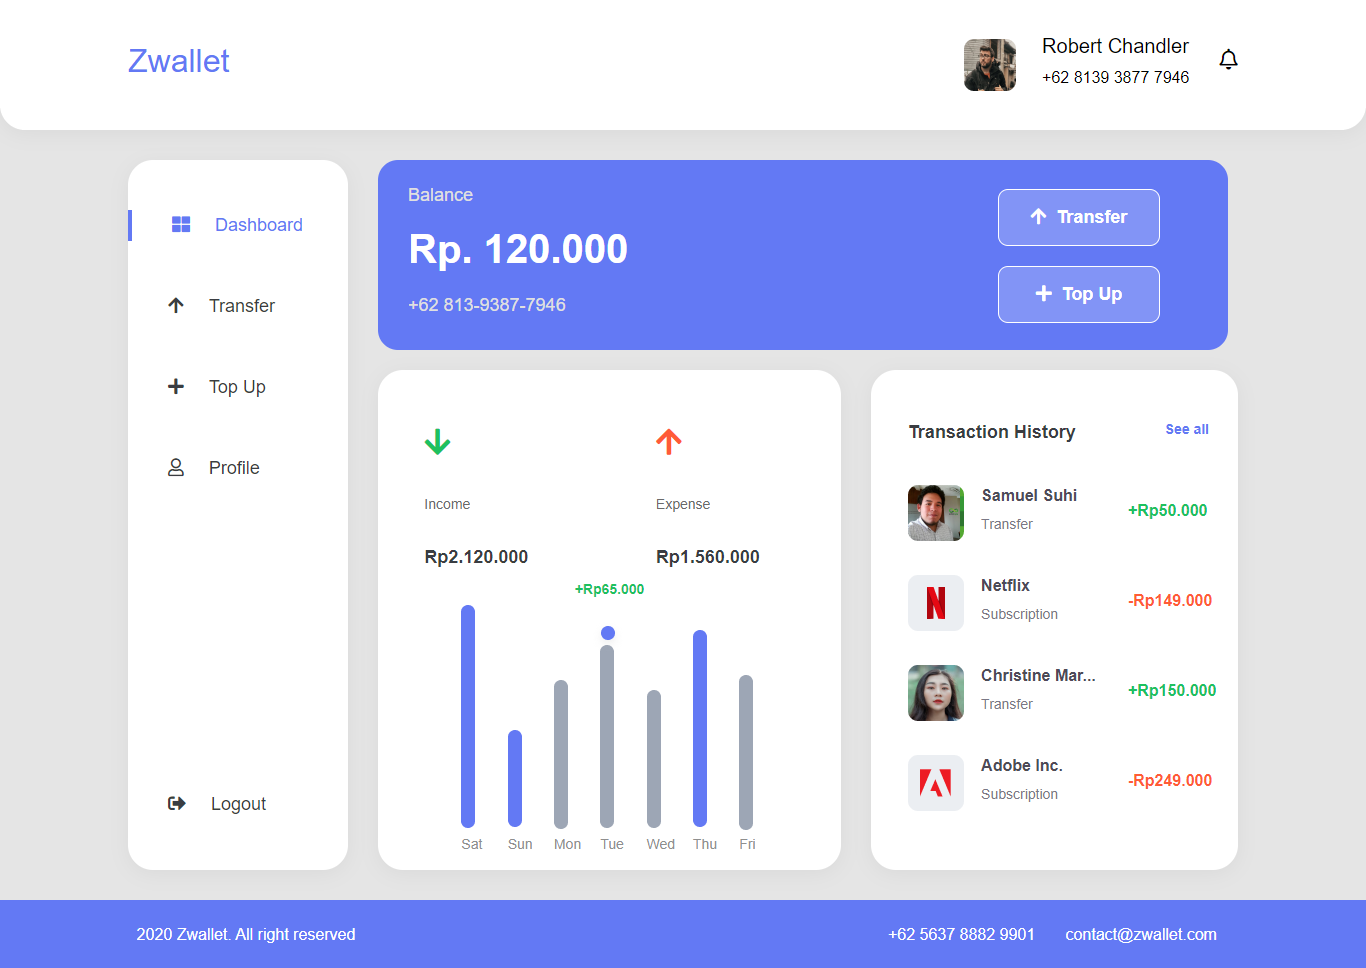 Zwallet
Robert Chandler
+62 8139 3877 7946
Dashboard
Transfer
Top Up
Profile
Logout
Balance
Rp. 120.000
+62 813-9387-7946
Transfer
Top Up
Income
Expense
Rp2.120.000
Rp1.560.000
+Rp65.000
Sat Sun Mon Tue Wed Thu Fri
Transaction History
See all
Samuel Suhi
Transfer
+Rp50.000
Netflix
Subscription
-Rp149.000
Christine Mar...
Transfer
+Rp150.000
Adobe Inc.
Subscription
-Rp249.000
2020 Zwallet. All right reserved
+62 5637 8882 9901
contact@zwallet.com